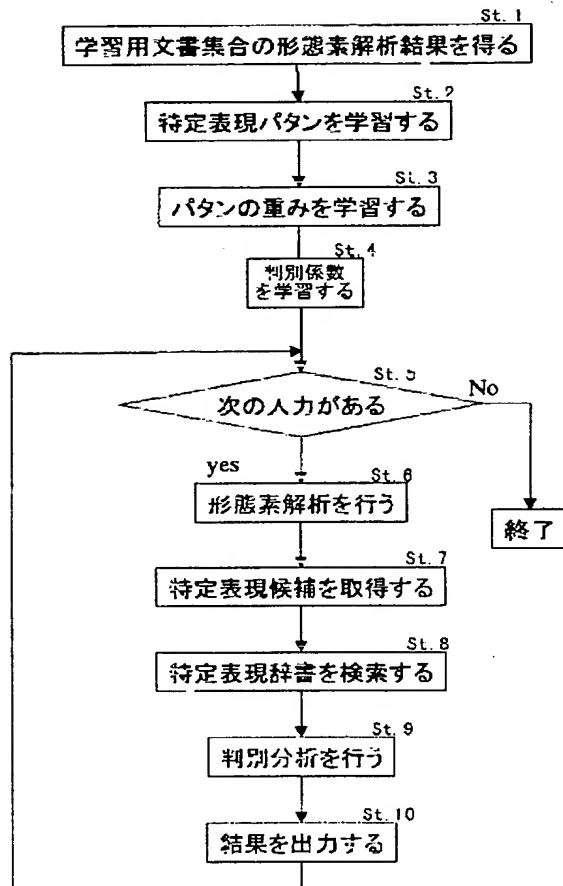 St.1
学習用文書集合の形態素解析結果を得る
St.2
特定表現パタンを学習する
St.3
パタンの重みを学習する
St.4
判別係数
を学習する
St.5
次の入力がある
No
yes
St.6
形態素解析を行う
終了
St.7
特定表現候補を取得する
St.8
特定表現辞書を検索する
St.9
判別分析を行う
St.10
結果を出力する